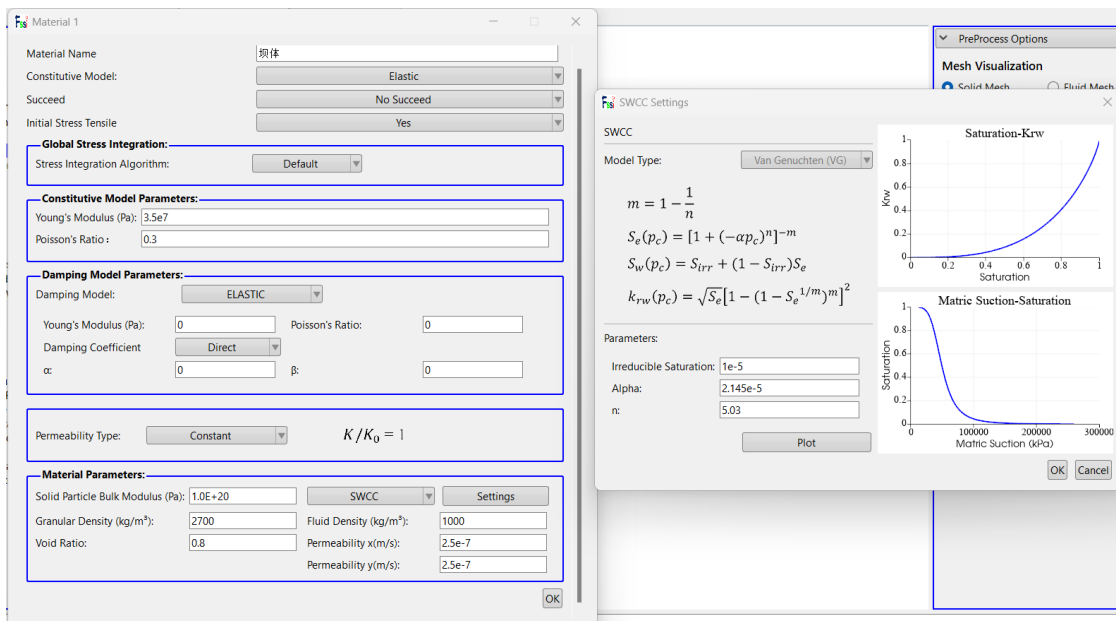 Material 1
Material Name 坝体
Constitutive Model: Elastic
Succeed No Succeed
Initial Stress Tensile Yes
Global Stress Integration:
Stress Integration Algorithm: Default
Constitutive Model Parameters:
Young's Modulus (Pa): 3.5e7
Poisson's Ratio： 0.3
Damping Model Parameters:
Damping Model: ELASTIC
Young's Modulus (Pa): 0 Poisson's Ratio: 0
Damping Coefficient Direct
α: 0 β: 0
Permeability Type: Constant K/K₀ = 1
Material Parameters:
Solid Particle Bulk Modulus (Pa): 1.0E+20 SWCC Settings
Granular Density (kg/m³): 2700 Fluid Density (kg/m³): 1000
Void Ratio: 0.8 Permeability x(m/s): 2.5e-7
Permeability y(m/s): 2.5e-7
OK
PreProcess Options
Mesh Visualization
Solid Mesh Fluid Mesh
SWCC Settings
SWCC
Model Type: Van Genuchten (VG)
m = 1 − 1/n
Sₑ(p_c) = [1 + (−αp_c)ⁿ]⁻ᵐ
S_w(p_c) = S_irr + (1 − S_irr)Sₑ
k_rw(p_c) = √Sₑ[1 − (1 − Sₑ^1/m)ᵐ]²
Parameters:
Irreducible Saturation: 1e-5
Alpha: 2.145e-5
n: 5.03
Plot
Saturation-Krw
1
0.8
0.6
0.4
0.2
0
Krw
0 0.2 0.4 0.6 0.8 1
Saturation
Matric Suction-Saturation
1
0.8
0.6
0.4
0.2
0
Saturation
0 100000 200000 300000
Matric Suction (kPa)
OK Cancel